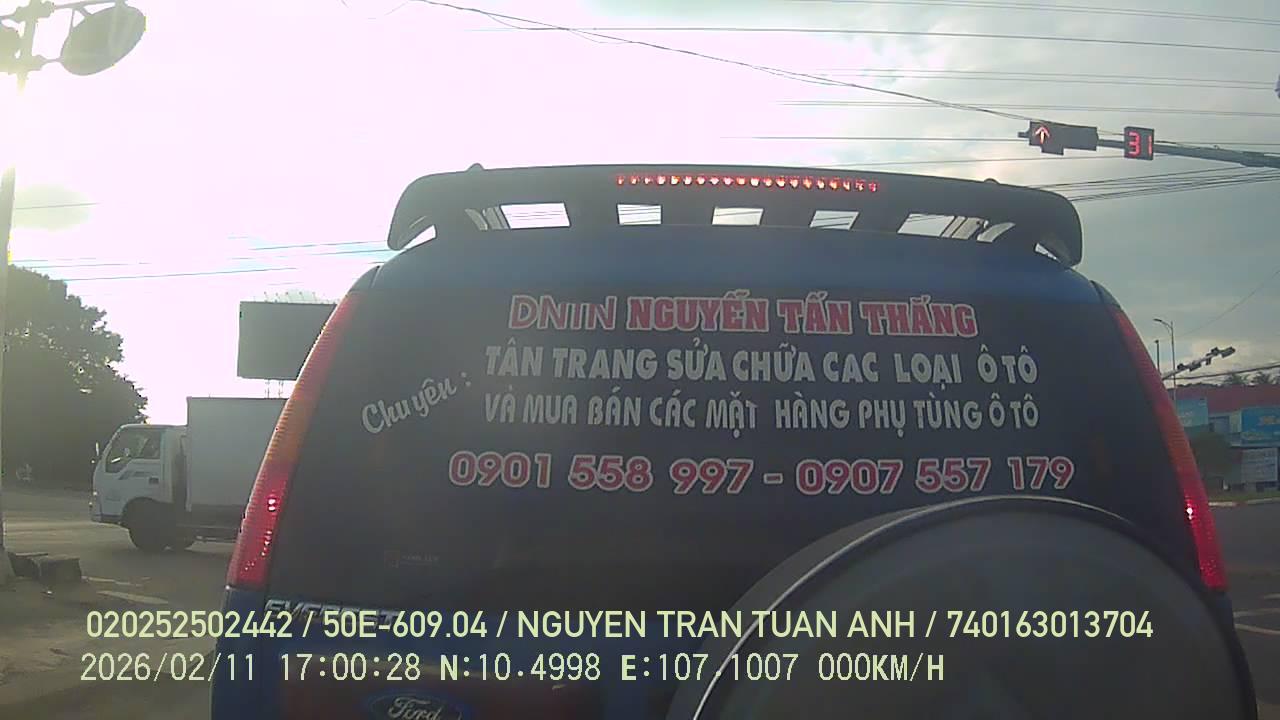 31
DNTN NGUYỄN TẤN THẮNG
Chuyên :
TÂN TRANG SỬA CHỮA CAC LOẠI Ô TÔ
VÀ MUA BÁN CÁC MẶT HÀNG PHỤ TÙNG Ô TÔ
0901 558 997 - 0907 557 179
EVEREST
020252502442 / 50E-609.04 / NGUYEN TRAN TUAN ANH / 740163013704
2026/02/11 17:00:28 N:10.4998 E:107.1007 000KM/H
Ford